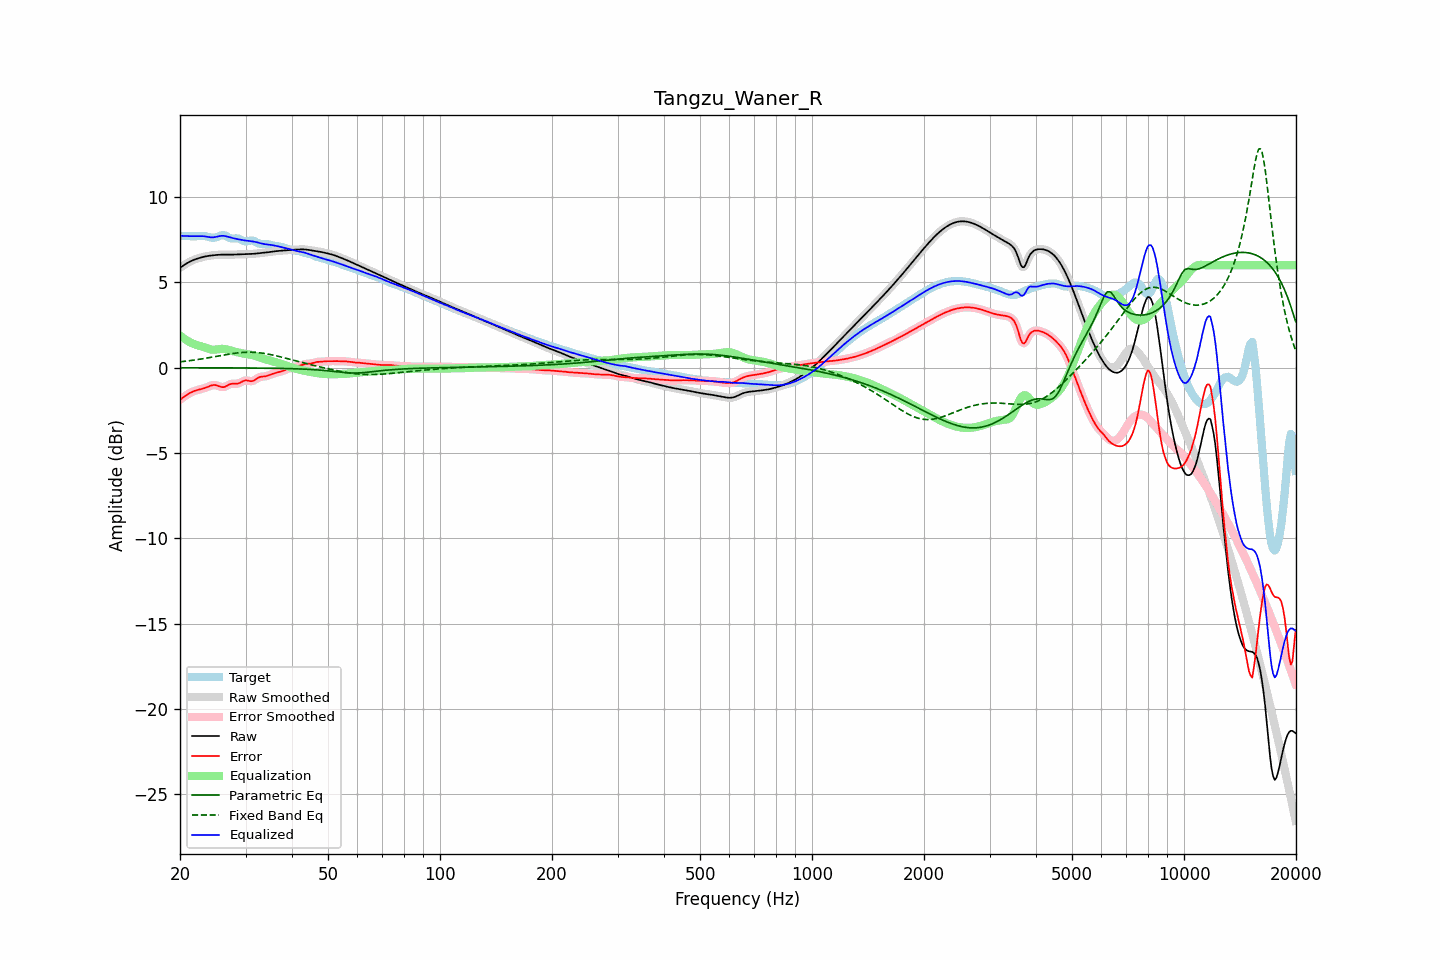 Tangzu_Waner_R
Amplitude (dBr)
10
5
0
−5
−10
−15
−20
−25
Target
Raw Smoothed
Error Smoothed
Raw
Error
Equalization
Parametric Eq
Fixed Band Eq
Equalized
20 50 100 200 500 1000 2000 5000 10000 20000
Frequency (Hz)